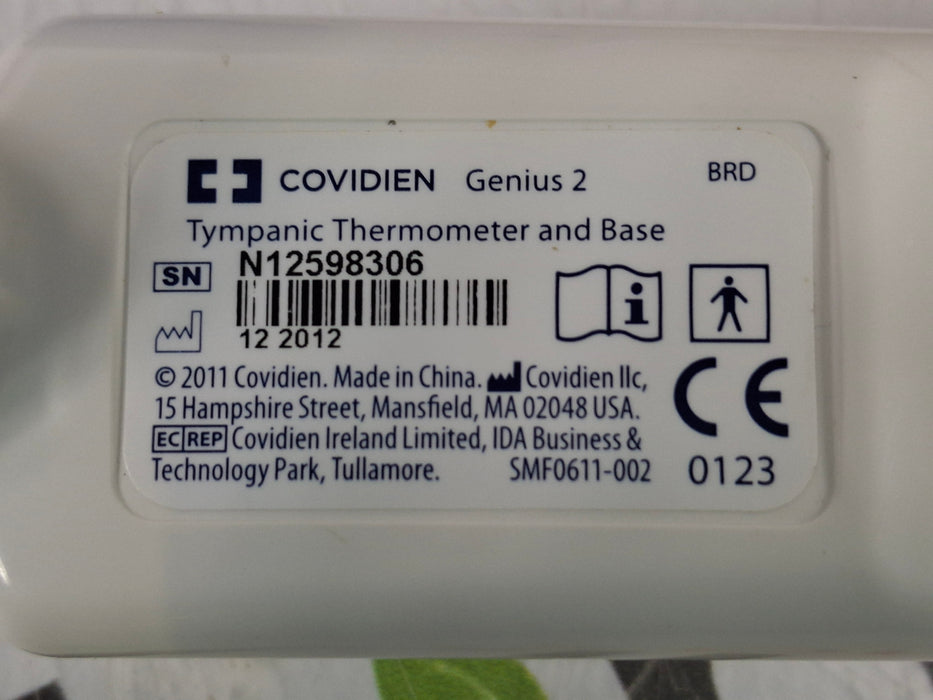 COVIDIEN Genius 2 BRD
Tympanic Thermometer and Base
SN N12598306
12 2012
© 2011 Covidien. Made in China. Covidien llc,
15 Hampshire Street, Mansfield, MA 02048 USA.
EC REP Covidien Ireland Limited, IDA Business &
Technology Park, Tullamore. SMF0611-002
CE 0123